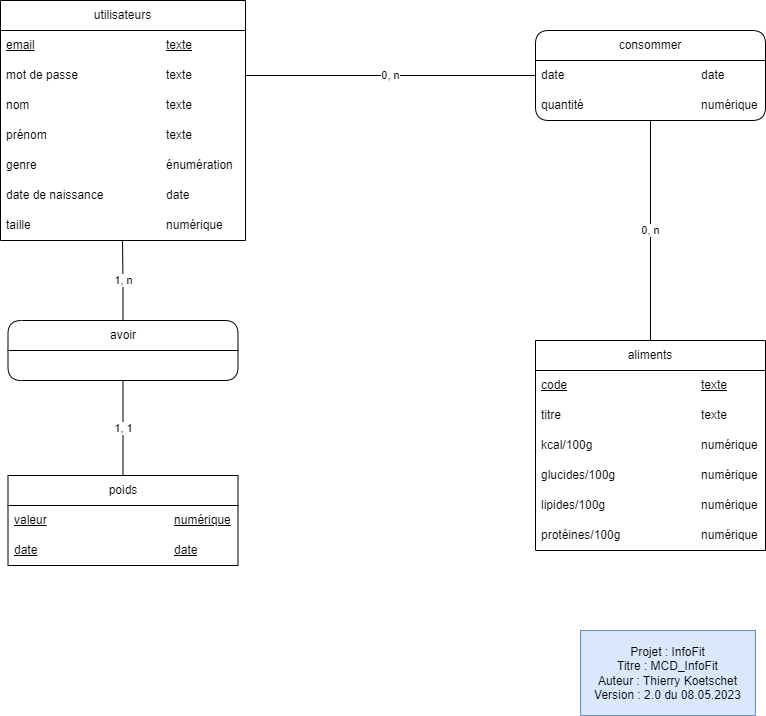 utilisateurs
email texte
mot de passe texte
nom texte
prénom texte
genre énumération
date de naissance date
taille numérique
0, n
consommer
date date
quantité numérique
1, n
0, n
avoir
1, 1
aliments
code texte
titre texte
kcal/100g numérique
glucides/100g numérique
lipides/100g numérique
protéines/100g numérique
poids
valeur numérique
date date
Projet : InfoFit
Titre : MCD_InfoFit
Auteur : Thierry Koetschet
Version : 2.0 du 08.05.2023